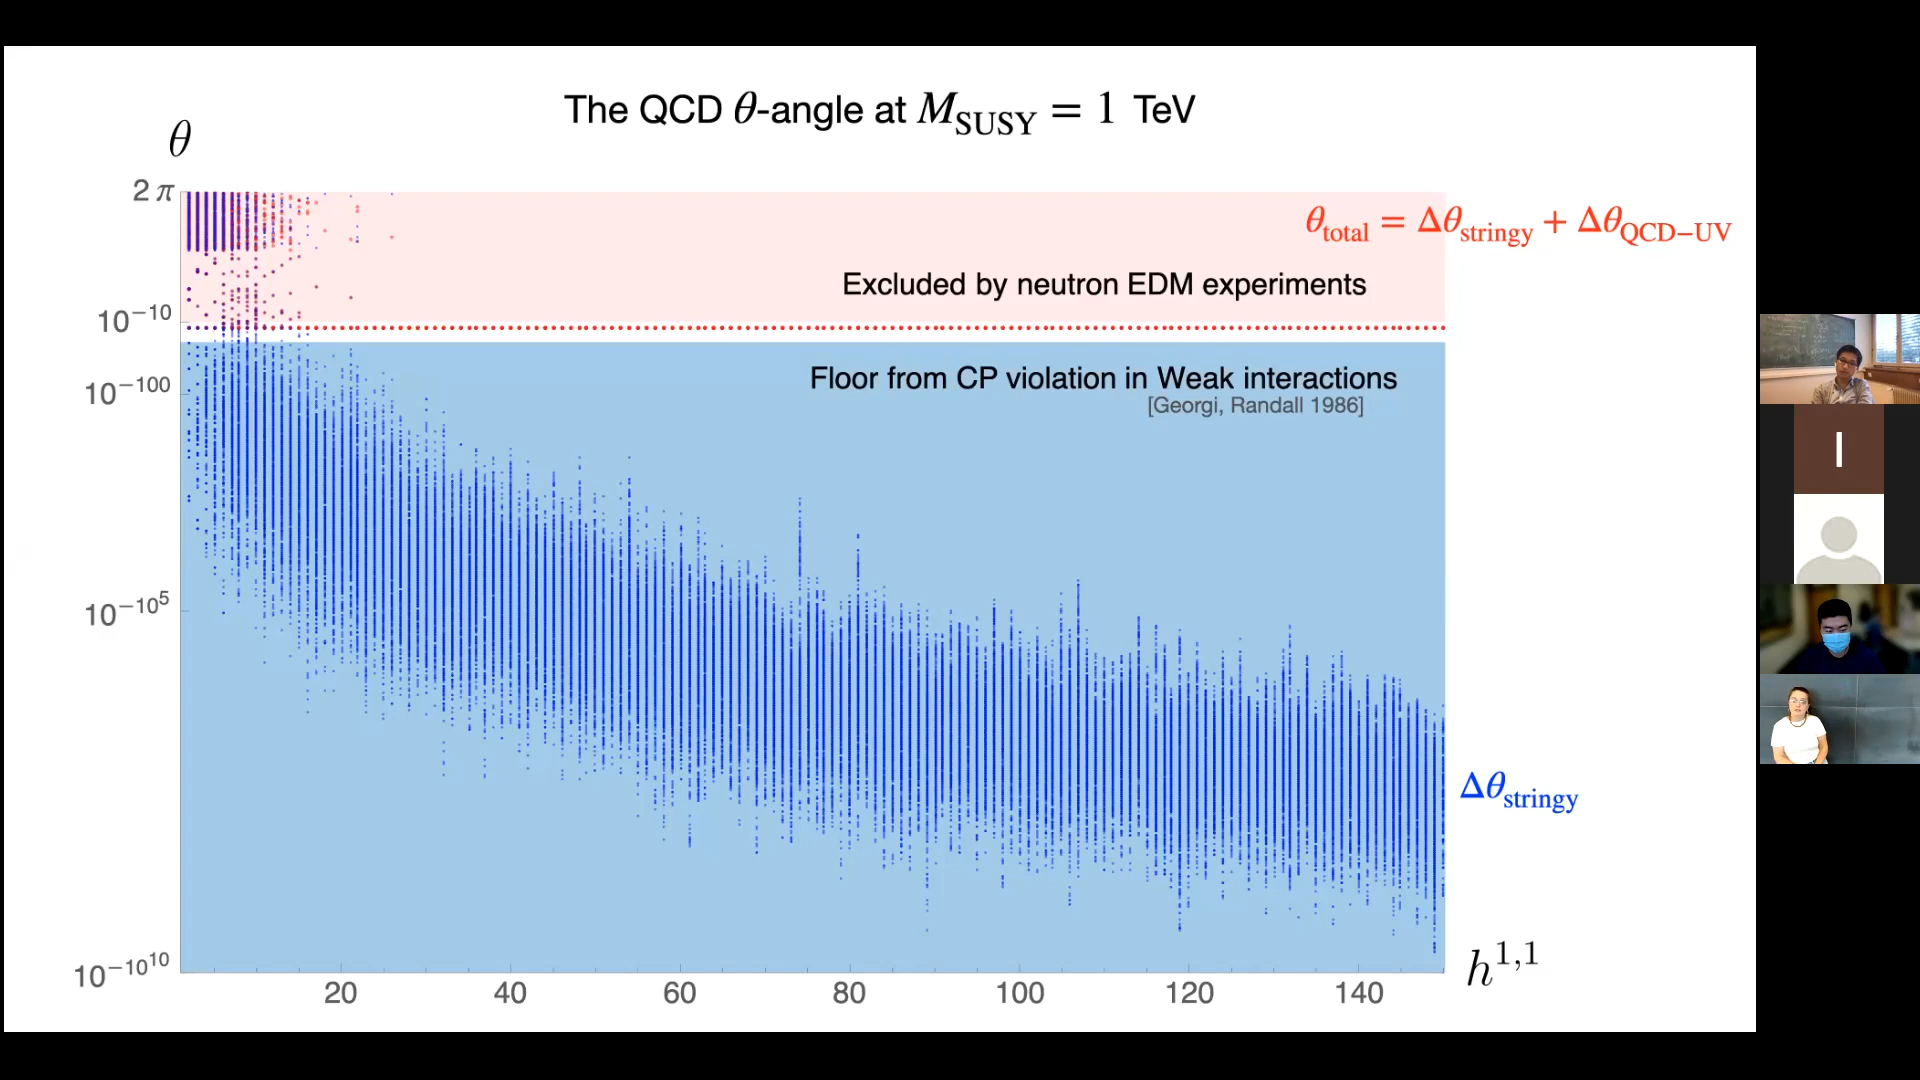 The QCD θ-angle at M_SUSY = 1 TeV
θ
2π
θ_total = Δθ_stringy + Δθ_QCD−UV
Excluded by neutron EDM experiments
10^−10
Floor from CP violation in Weak interactions
10^−100
[Georgi, Randall 1986]
10^−10^5
Δθ_stringy
10^−10^10
h^1,1
20 40 60 80 100 120 140
I